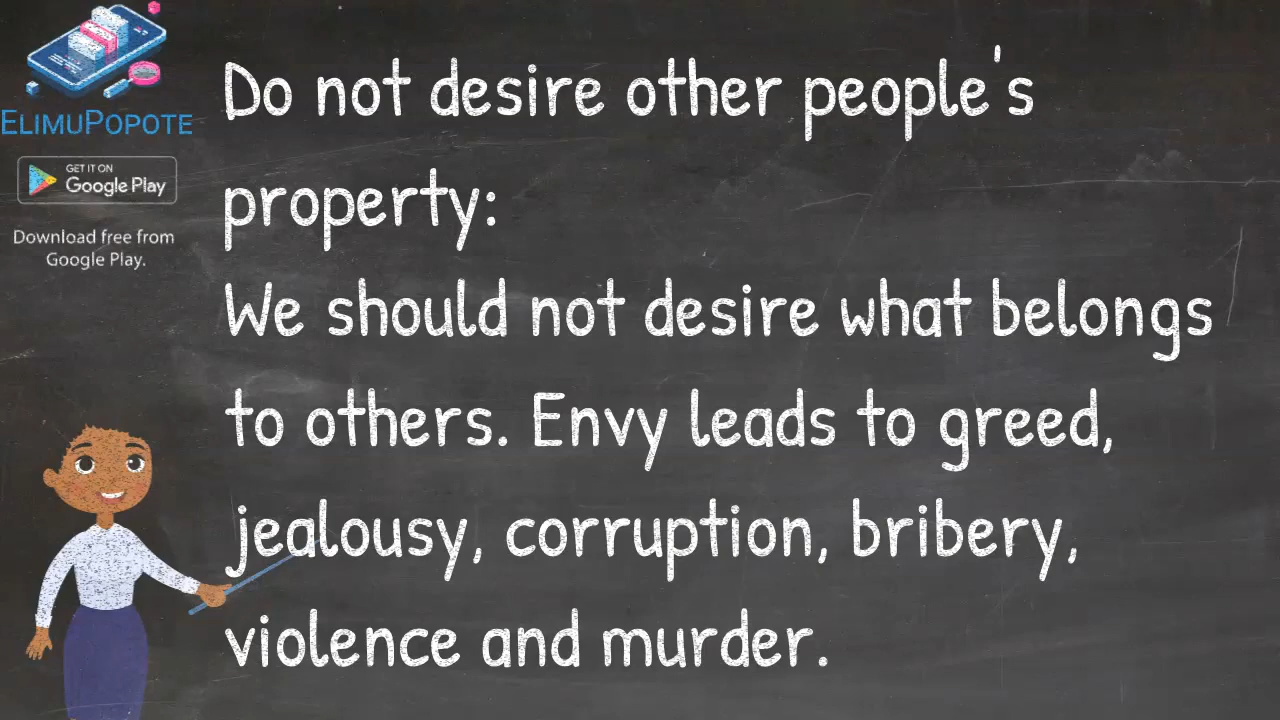 ELIMUPOPOTE
GET IT ON
Google Play
Download free from
Google Play.
Do not desire other people's
property:
We should not desire what belongs
to others. Envy leads to greed,
jealousy, corruption, bribery,
violence and murder.